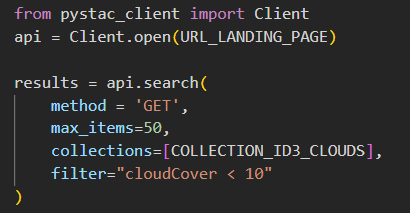 from pystac_client import Client
api = Client.open(URL_LANDING_PAGE)
results = api.search(
    method = 'GET',
    max_items=50,
    collections=[COLLECTION_ID3_CLOUDS],
    filter="cloudCover < 10"
)